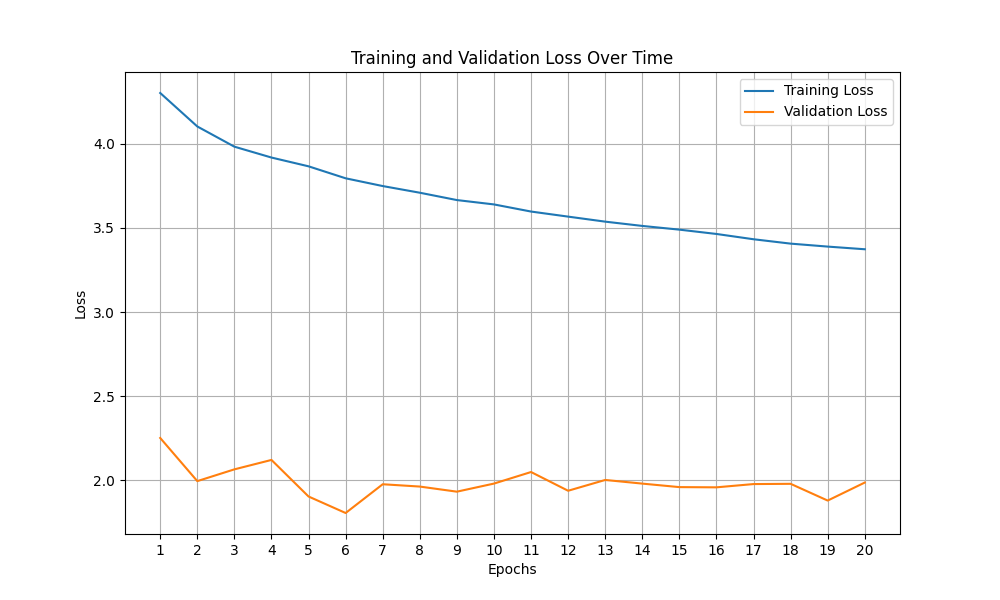 Training and Validation Loss Over Time
Training Loss
Validation Loss
4.0
3.5
3.0
2.5
2.0
Loss
1 2 3 4 5 6 7 8 9 10 11 12 13 14 15 16 17 18 19 20
Epochs